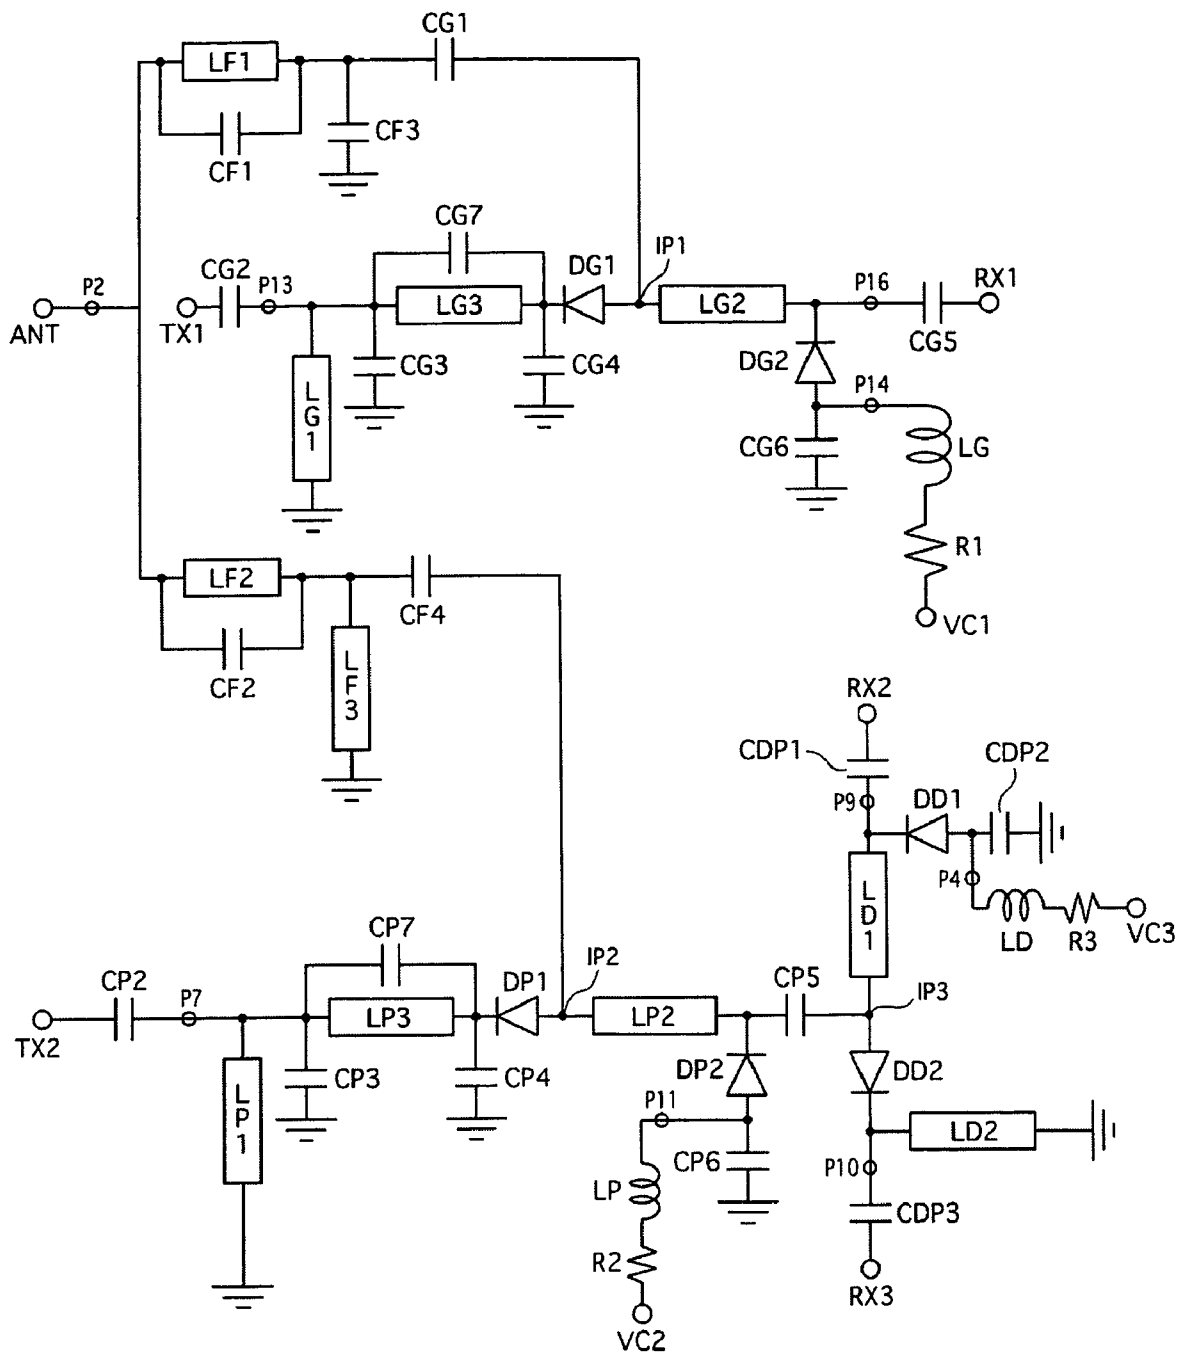 CG1
LF1
CF3
CF1
CG7
IP1
DG1
RX1
CG2
P13
P2
P16
LG3
LG2
ANT
TX1
CG5
DG2
CG3
CG4
P14
LG1
CG6
LG
R1
LF2
CF4
VC1
LF3
CF2
RX2
CDP1
CDP2
P9
DD1
P4
LD1
LD
R3
VC3
CP7
IP2
CP2
P7
DP1
CP5
IP3
LP3
LP2
TX2
DP2
DD2
CP3
CP4
LP1
P11
LD2
CP6
P10
LP
CDP3
R2
RX3
VC2